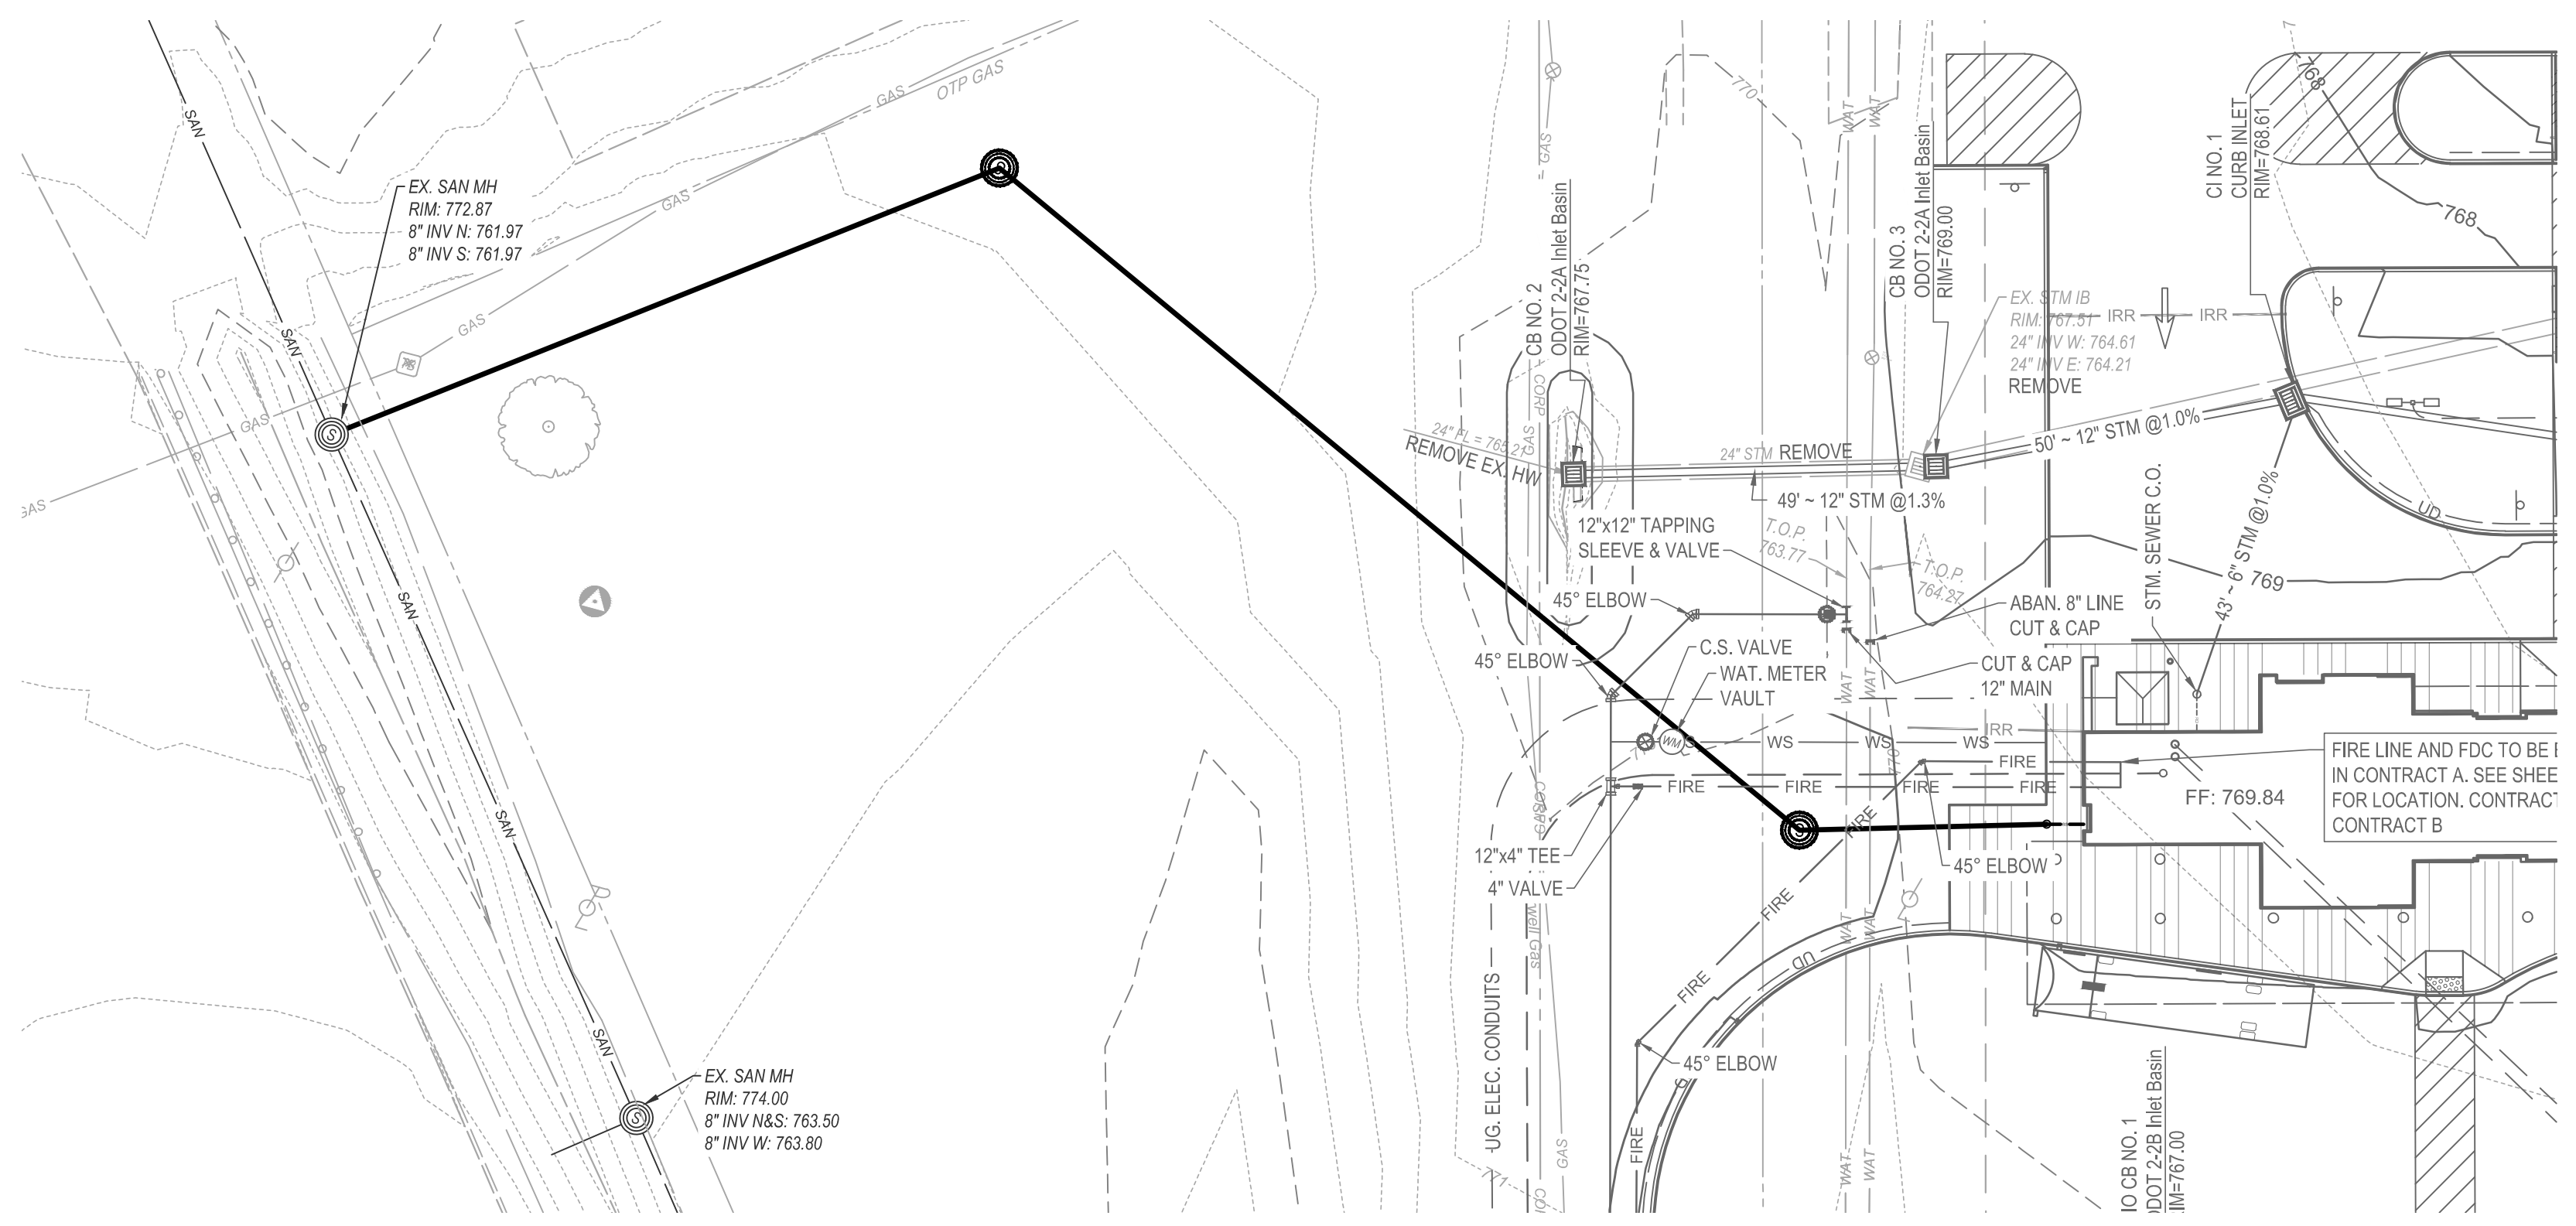 SAN
EX. SAN MH
RIM: 772.87
8" INV N: 761.97
8" INV S: 761.97
GAS
GAS
OTP GAS
GAS
GAS
SAN
GAS
GAS
S
SAN
SAN
SAN
EX. SAN MH
RIM: 774.00
8" INV N&S: 763.50
8" INV W: 763.80
S
GAS
770
WAT
WAT
CB NO. 2
ODOT 2-2A Inlet Basin
RIM=767.75
CB NO. 3
ODOT 2-2A Inlet Basin
RIM=769.00
CI NO. 1
CURB INLET
RIM=768.61
768
768
EX. STM IB
RIM: 767.51
24" INV W: 764.61
24" INV E: 764.21
REMOVE
IRR
IRR
CORP
GAS
24" FL = 765.21
REMOVE EX. HW
24" STM
REMOVE
49' ~ 12" STM @1.3%
50' ~ 12" STM @1.0%
UD
12"x12" TAPPING
SLEEVE & VALVE
T.O.P.
763.77
T.O.P.
764.27
STM. SEWER C.O.
43' ~ 6" STM @1.0%
769
45° ELBOW
ABAN. 8" LINE
CUT & CAP
45° ELBOW
C.S. VALVE
WAT. METER
VAULT
CUT & CAP
12" MAIN
WAT
WAT
IRR
WM
WS
WS
WS
FIRE
FIRE
FIRE
FIRE
FIRE
FIRE
FIRE LINE AND FDC TO BE
IN CONTRACT A. SEE SHEE
FOR LOCATION. CONTRACT
CONTRACT B
FF: 769.84
FIRE
12"x4" TEE
4" VALVE
45° ELBOW
FIRE
well Gas
WAT
WAT
UD
FIRE
UG. ELEC. CONDUITS
45° ELBOW
FIRE
GAS
771
WAT
WAT
IO CB NO. 1
ODOT 2-2B Inlet Basin
RIM=767.00